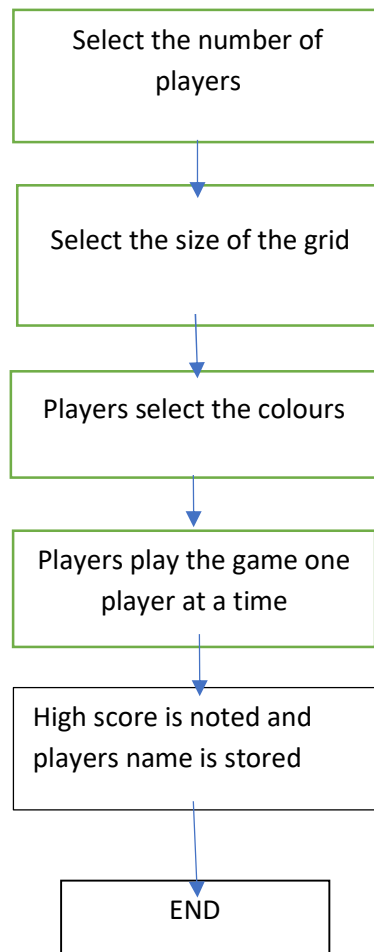 Select the number of
players
Select the size of the grid
Players select the colours
Players play the game one
player at a time
High score is noted and
players name is stored
END